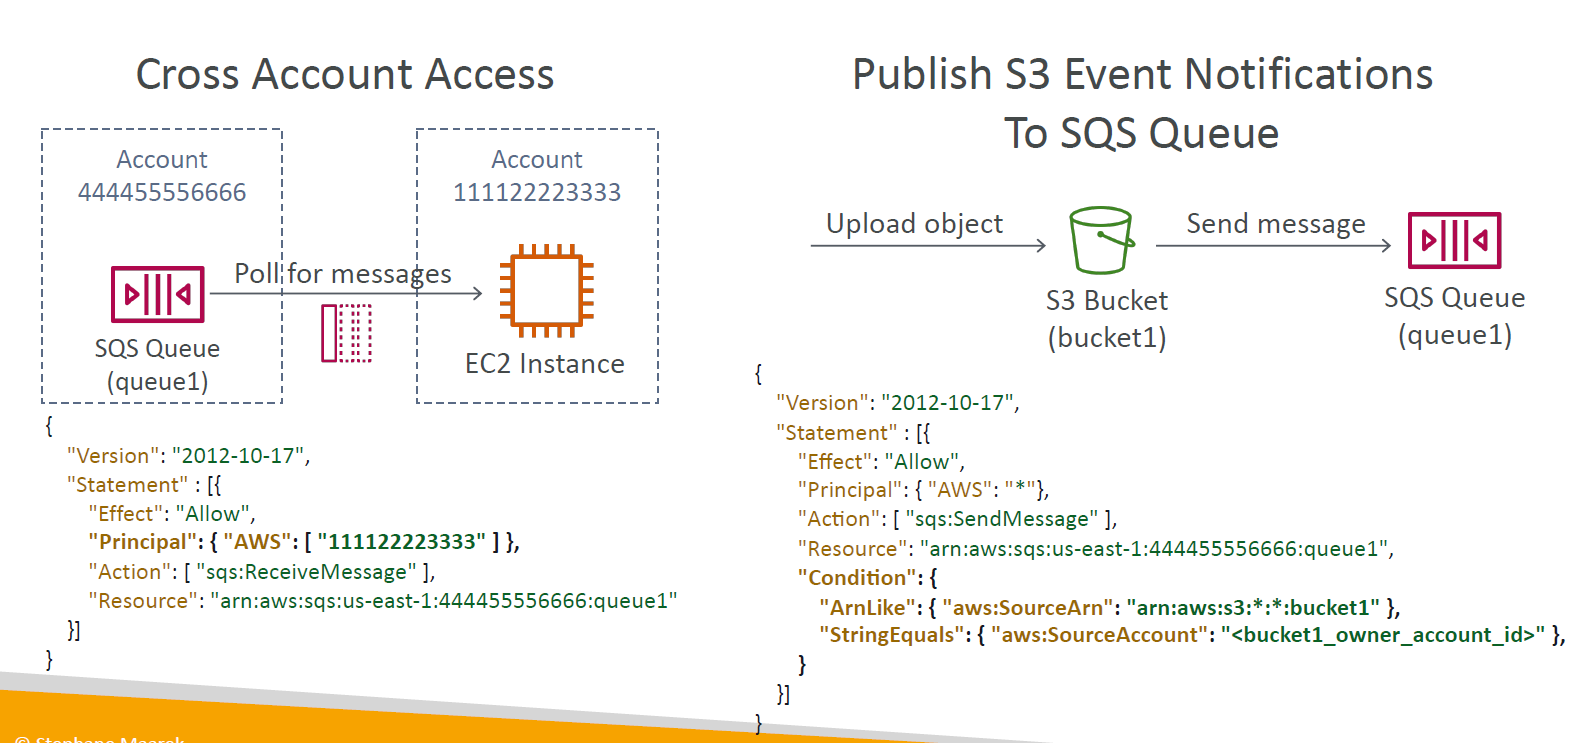 Cross Account Access
Account
444455556666
Account
111122223333
Poll for messages
SQS Queue
(queue1)
EC2 Instance
{
"Version": "2012-10-17",
"Statement" : [{
"Effect": "Allow",
"Principal": { "AWS": [ "111122223333" ] },
"Action": [ "sqs:ReceiveMessage" ],
"Resource": "arn:aws:sqs:us-east-1:444455556666:queue1"
}]
}
Publish S3 Event Notifications
To SQS Queue
Upload object
Send message
S3 Bucket
(bucket1)
SQS Queue
(queue1)
{
"Version": "2012-10-17",
"Statement" : [{
"Effect": "Allow",
"Principal": { "AWS": "*"},
"Action": [ "sqs:SendMessage" ],
"Resource": "arn:aws:sqs:us-east-1:444455556666:queue1",
"Condition": {
"ArnLike": { "aws:SourceArn": "arn:aws:s3:*:*:bucket1" },
"StringEquals": { "aws:SourceAccount": "<bucket1_owner_account_id>" },
}
}]
}
© Stephane Maarek